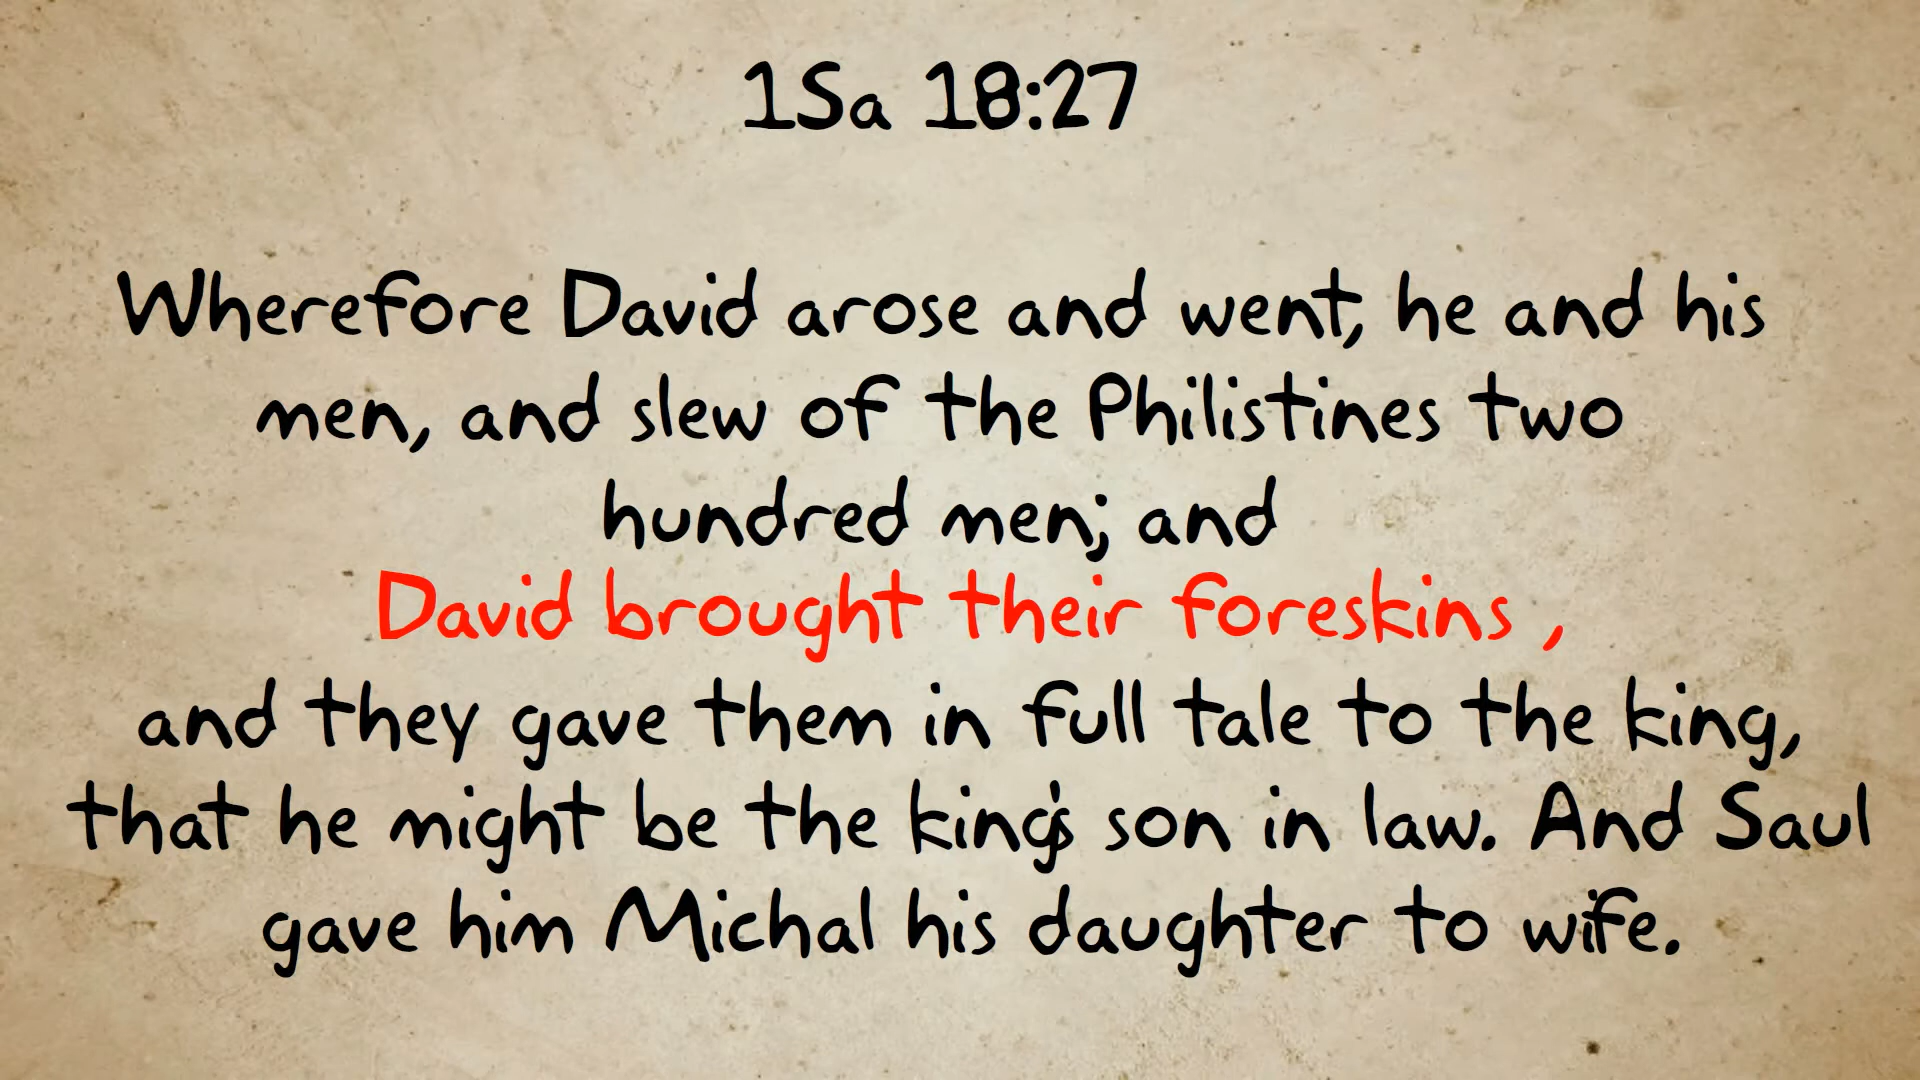 1Sa 18:27
Wherefore David arose and went, he and his
men, and slew of the Philistines two
hundred men; and
David brought their foreskins ,
and they gave them in full tale to the king,
that he might be the king's son in law. And Saul
gave him Michal his daughter to wife.